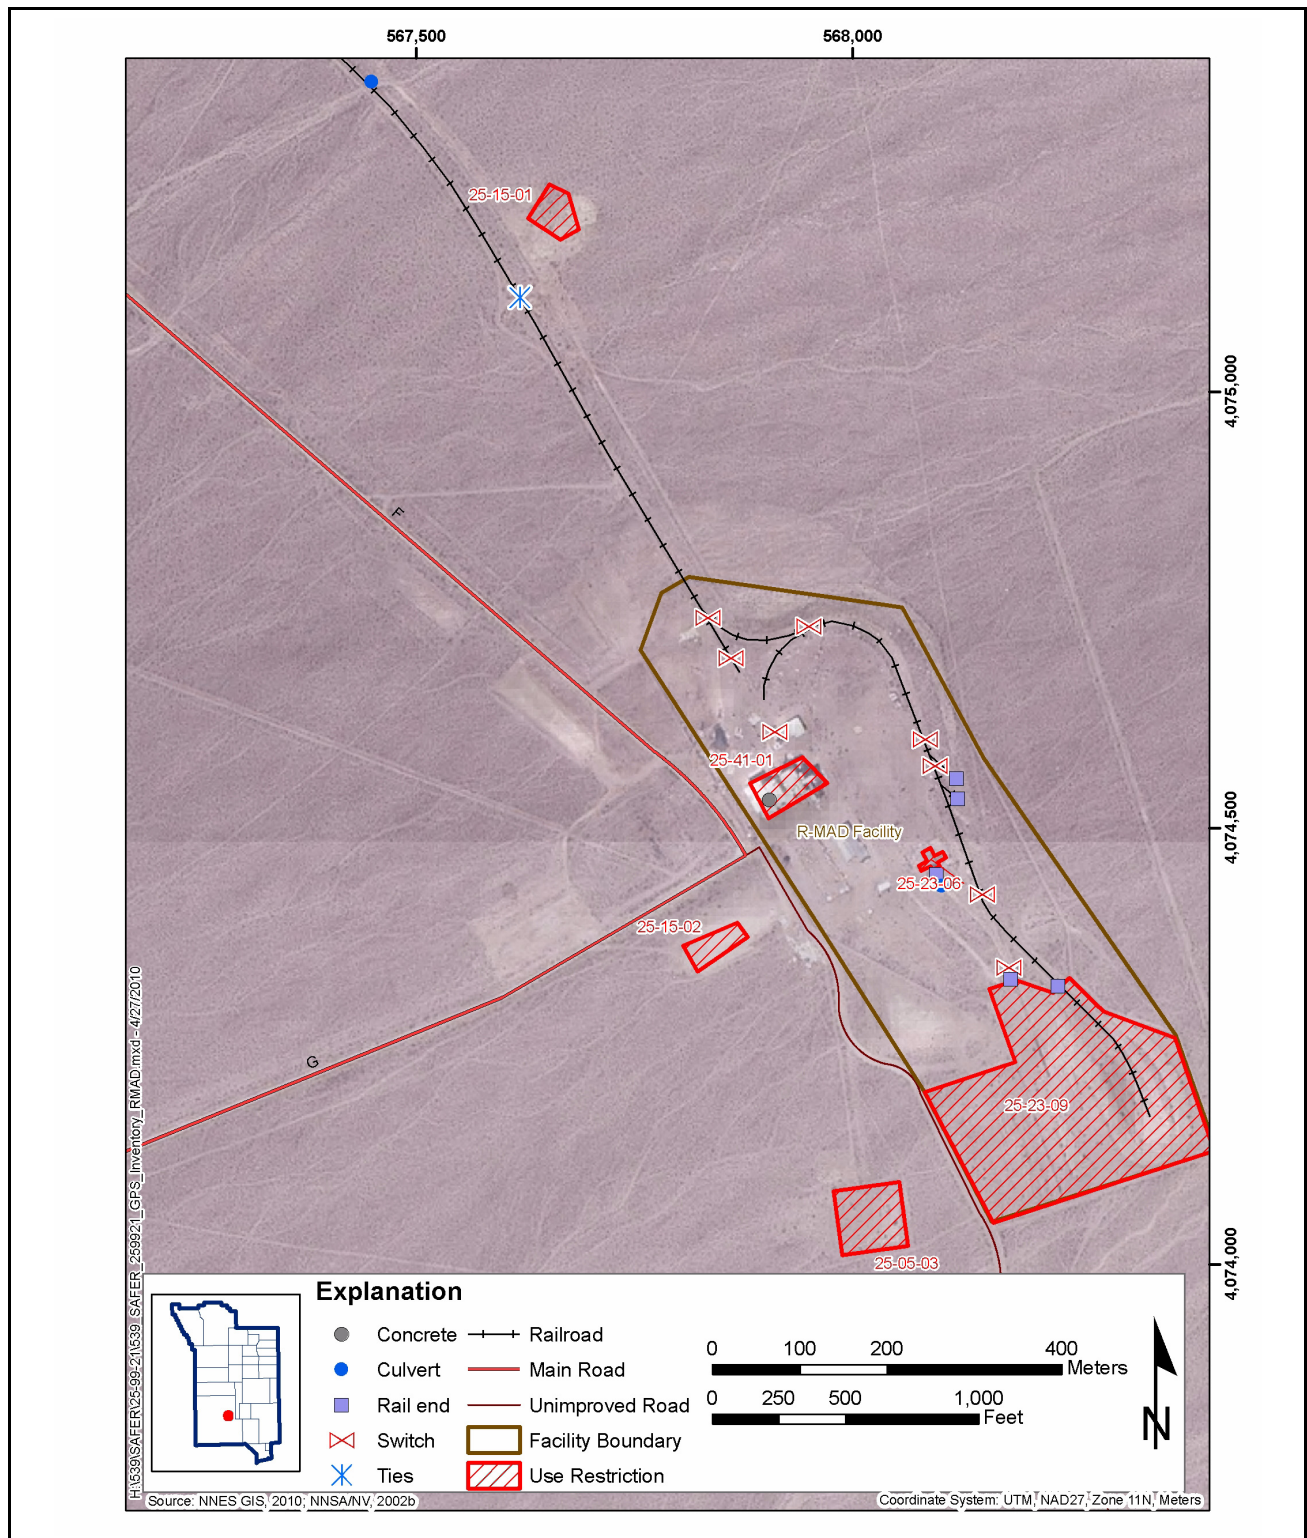 567,500
568,000
25-15-01
4,075,000
F
25-41-01
R-MAD Facility
4,074,500
25-23-06
25-15-02
G
25-23-09
25-05-03
4,074,000
H:\539\SAFER\25-99-21\539_SAFER_259921_GPS_Inventory_RMAD.mxd - 4/27/2010
Explanation
Concrete
Railroad
Culvert
Main Road
Rail end
Unimproved Road
Switch
Facility Boundary
Ties
Use Restriction
0 100 200 400
Meters
0 250 500 1,000
Feet
N
Source: NNES GIS, 2010; NNSA/NV, 2002b
Coordinate System: UTM, NAD27, Zone 11N, Meters